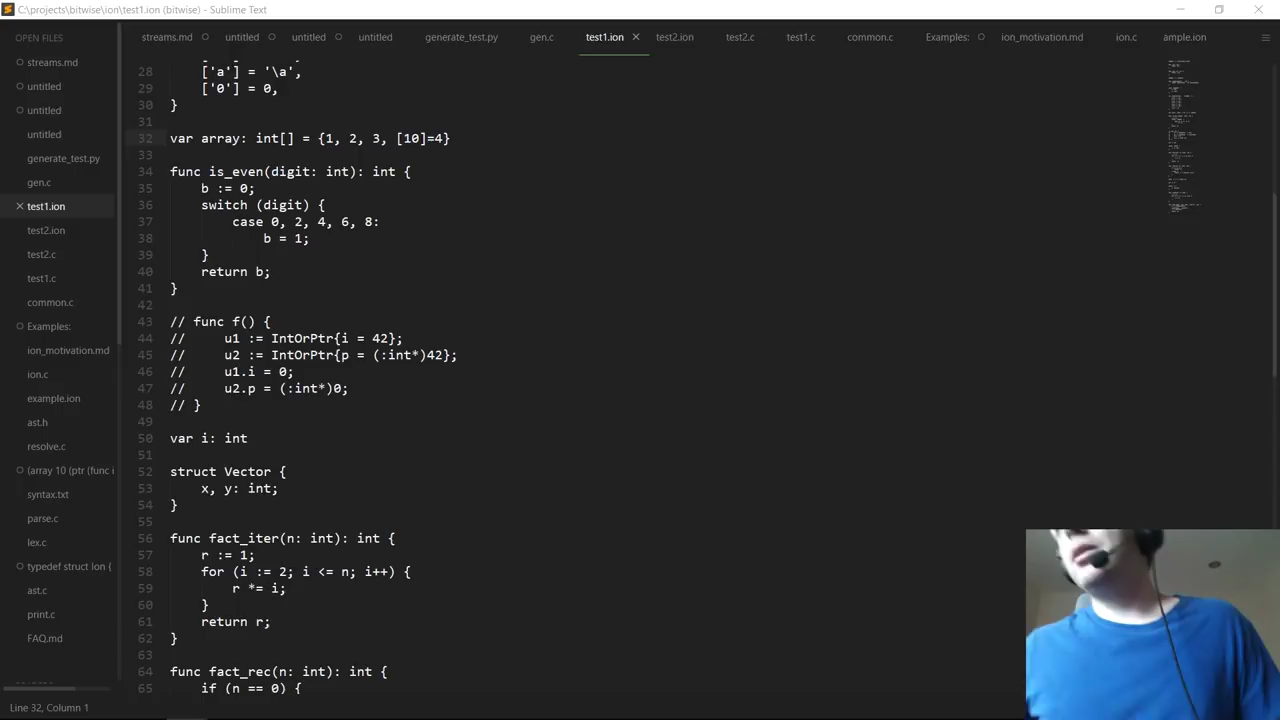 C:\projects\bitwise\ion\test1.ion (bitwise) - Sublime Text
OPEN FILES
streams.md
untitled
untitled
untitled
generate_test.py
gen.c
test1.ion
test2.ion
test2.c
test1.c
common.c
Examples:
ion_motivation.md
ion.c
example.ion
ast.h
resolve.c
(array 10 (ptr (func i
syntax.txt
parse.c
lex.c
typedef struct Ion {
ast.c
print.c
FAQ.md
streams.md untitled untitled untitled generate_test.py gen.c test1.ion test2.ion test2.c test1.c common.c Examples: ion_motivation.md ion.c ample.ion
28 ['a'] = '\a',
29 ['0'] = 0,
30 }
31
32 var array: int[] = {1, 2, 3, [10]=4}
33
34 func is_even(digit: int): int {
35 b := 0;
36 switch (digit) {
37 case 0, 2, 4, 6, 8:
38 b = 1;
39 }
40 return b;
41 }
42
43 // func f() {
44 // u1 := IntOrPtr{i = 42};
45 // u2 := IntOrPtr{p = (:int*)42};
46 // u1.i = 0;
47 // u2.p = (:int*)0;
48 // }
49
50 var i: int
51
52 struct Vector {
53 x, y: int;
54 }
55
56 func fact_iter(n: int): int {
57 r := 1;
58 for (i := 2; i <= n; i++) {
59 r *= i;
60 }
61 return r;
62 }
63
64 func fact_rec(n: int): int {
65 if (n == 0) {
Line 32, Column 1